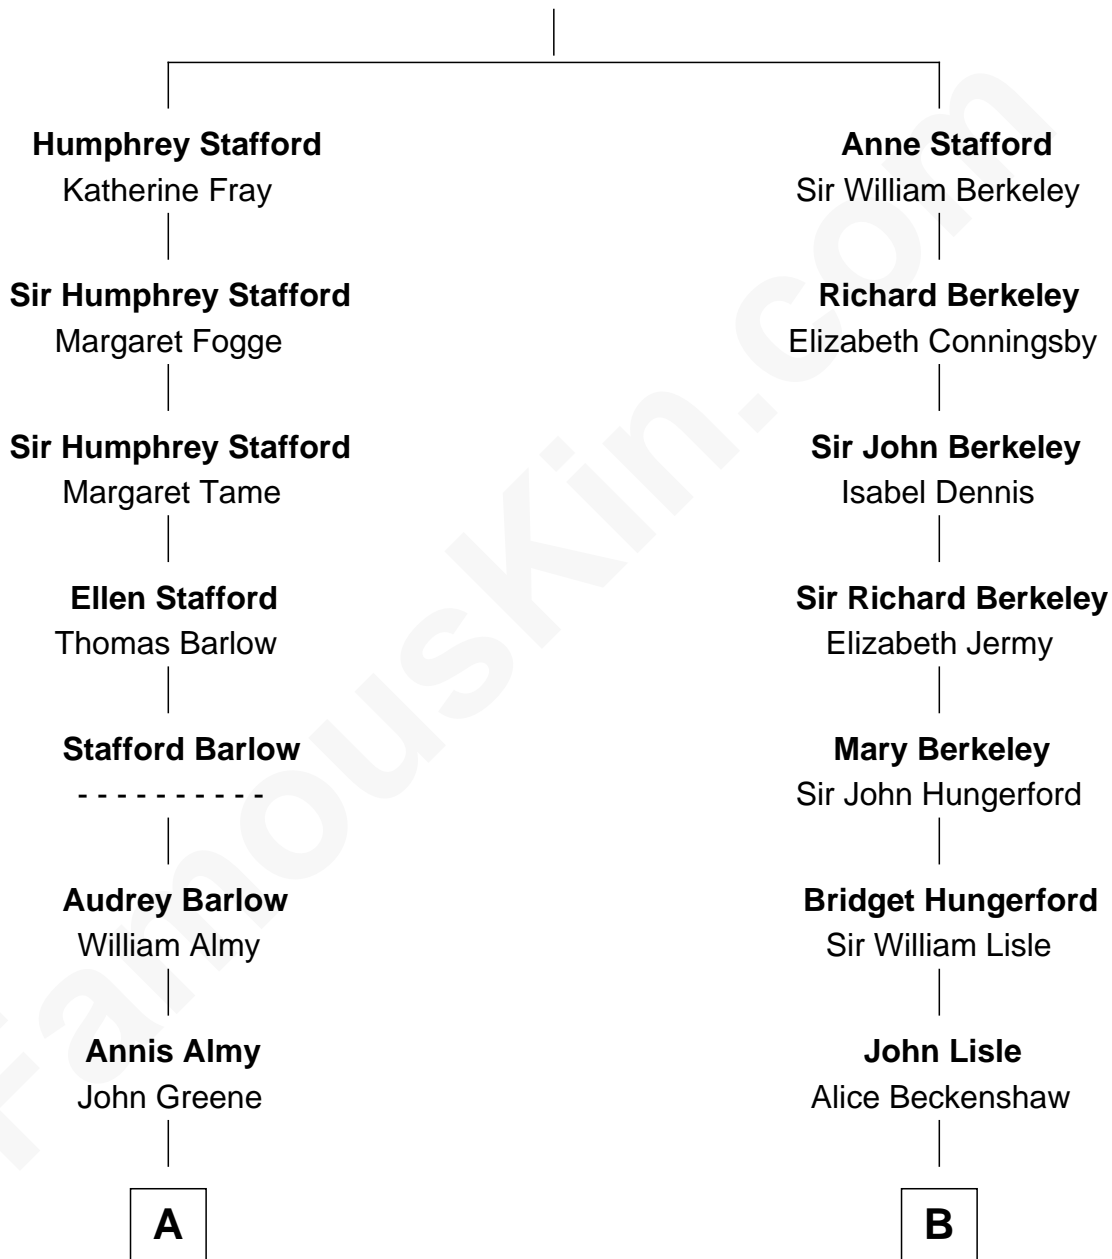 Humphrey Stafford
Katherine Fray
Sir Humphrey Stafford
Margaret Fogge
Sir Humphrey Stafford
Margaret Tame
Ellen Stafford
Thomas Barlow
Stafford Barlow
- - - - - - - - - -
Audrey Barlow
William Almy
Annis Almy
John Greene
A
Anne Stafford
Sir William Berkeley
Richard Berkeley
Elizabeth Conningsby
Sir John Berkeley
Isabel Dennis
Sir Richard Berkeley
Elizabeth Jermy
Mary Berkeley
Sir John Hungerford
Bridget Hungerford
Sir William Lisle
John Lisle
Alice Beckenshaw
B
FamousKin.com